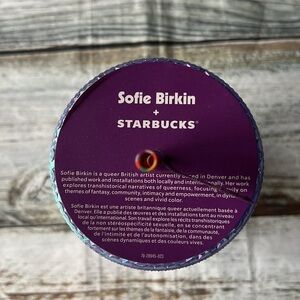 Sofie Birkin
+
STARBUCKS®
Sofie Birkin is a queer British artist currently based in Denver and has
published work and installations both locally and internationally. Her work
explores transhistorical narratives of queerness, focusing heavily on
themes of fantasy, community, intimacy and empowerment, in dynamic
scenes and vivid color.
Sofie Birkin est une artiste britannique queer actuellement basée à
Denver. Elle a publié des œuvres et des installations tant au niveau
local qu'international. Son travail explore les récits transhistoriques
de la non stéréotypicité sexuelle, en se concentrant
fortement sur les thèmes de la fantaisie, de la communauté,
de l'intimité et de l'autonomisation, dans des
scènes dynamiques et des couleurs vives.